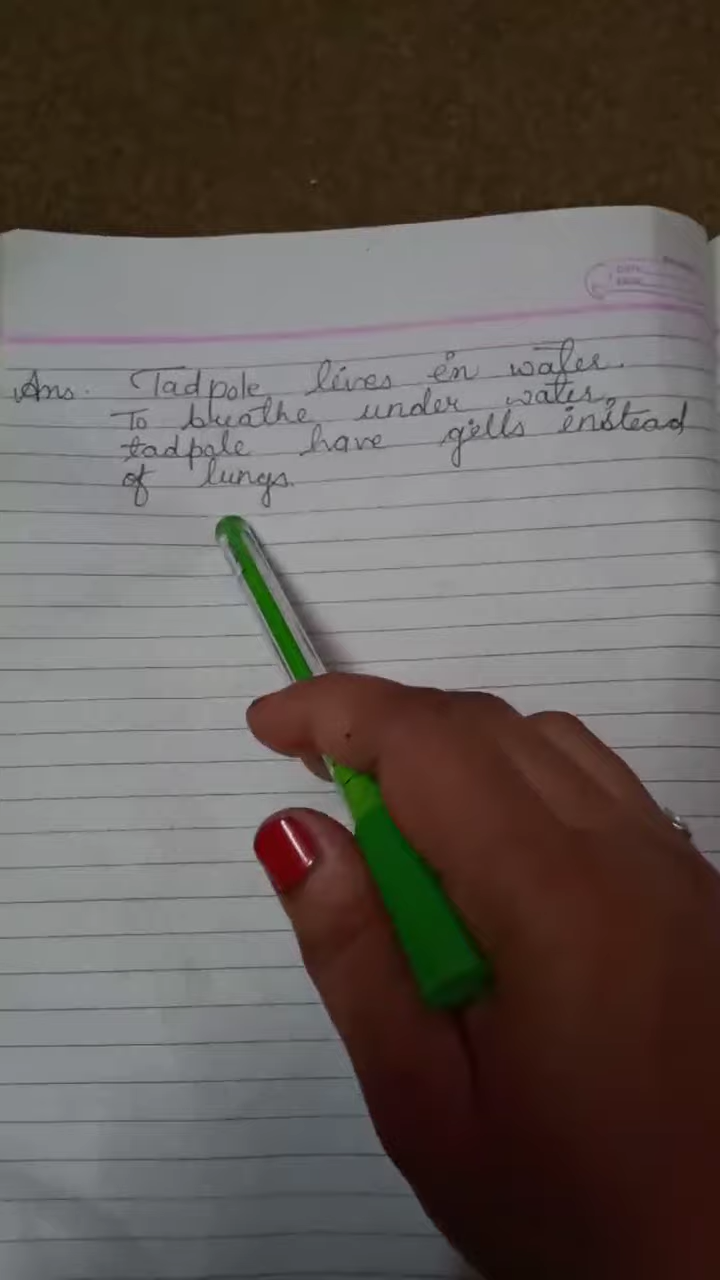 Ans. Tadpole lives in water.
To breathe under water,
tadpole have gills instead
of lungs.